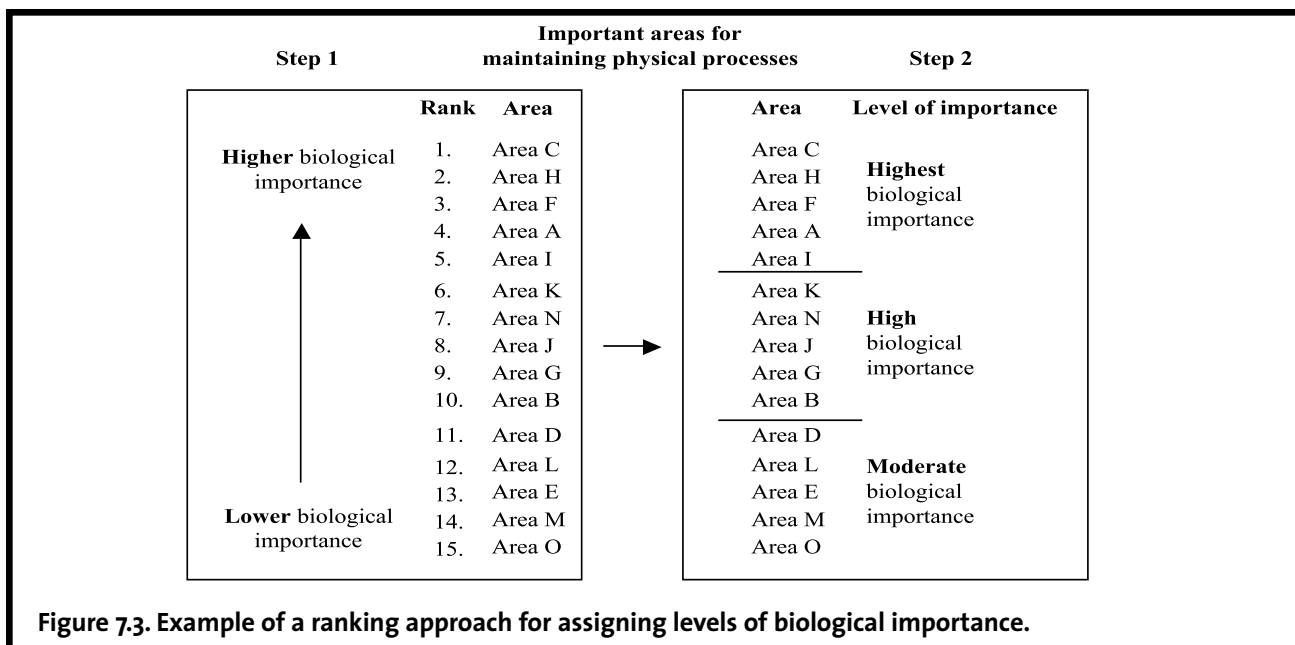 Important areas for
maintaining physical processes
Step 1
Step 2
Rank Area
Higher biological
importance
1. Area C
2. Area H
3. Area F
4. Area A
5. Area I
6. Area K
7. Area N
8. Area J
9. Area G
10. Area B
11. Area D
12. Area L
13. Area E
14. Area M
15. Area O
Lower biological
importance
Area Level of importance
Area C
Area H
Area F
Area A
Area I
Highest
biological
importance
Area K
Area N
Area J
Area G
Area B
High
biological
importance
Area D
Area L
Area E
Area M
Area O
Moderate
biological
importance
Figure 7.3. Example of a ranking approach for assigning levels of biological importance.